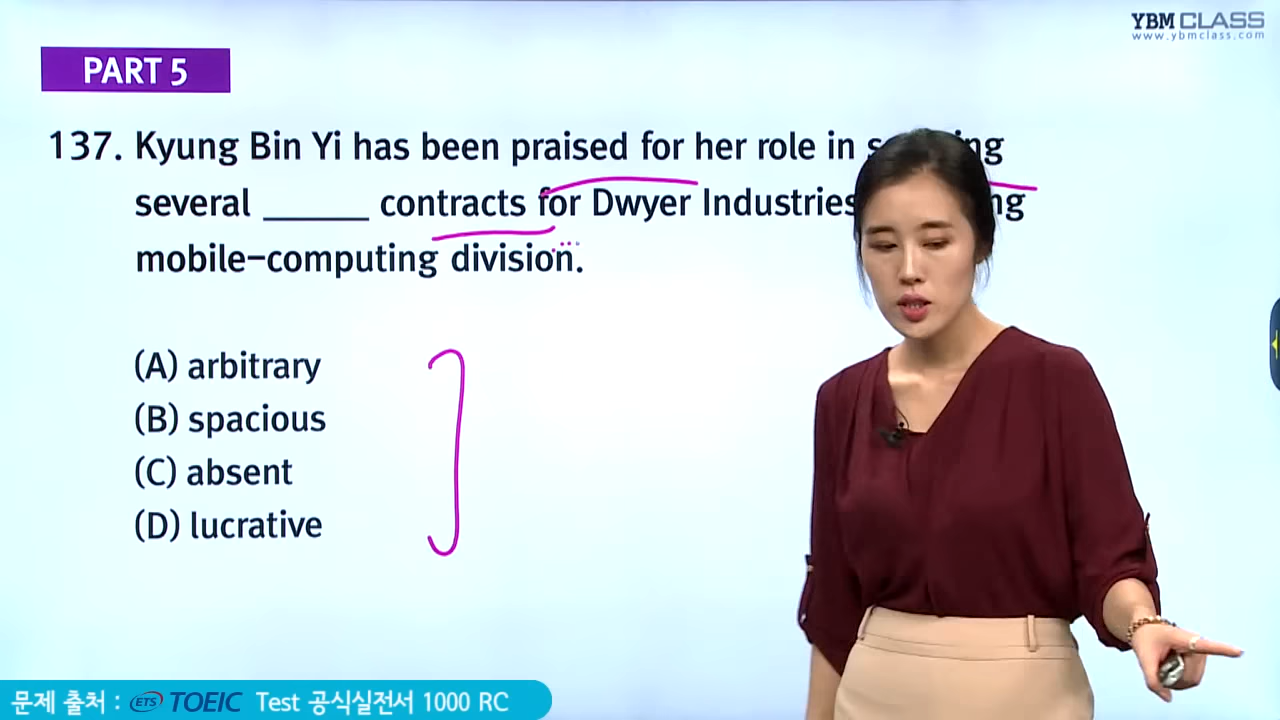 YBM CLASS
www.ybmclass.com
PART 5
137. Kyung Bin Yi has been praised for her role in
several ______ contracts for Dwyer Industries
mobile-computing division.
(A) arbitrary
(B) spacious
(C) absent
(D) lucrative
문제 출처 : ETS TOEIC Test 공식실전서 1000 RC